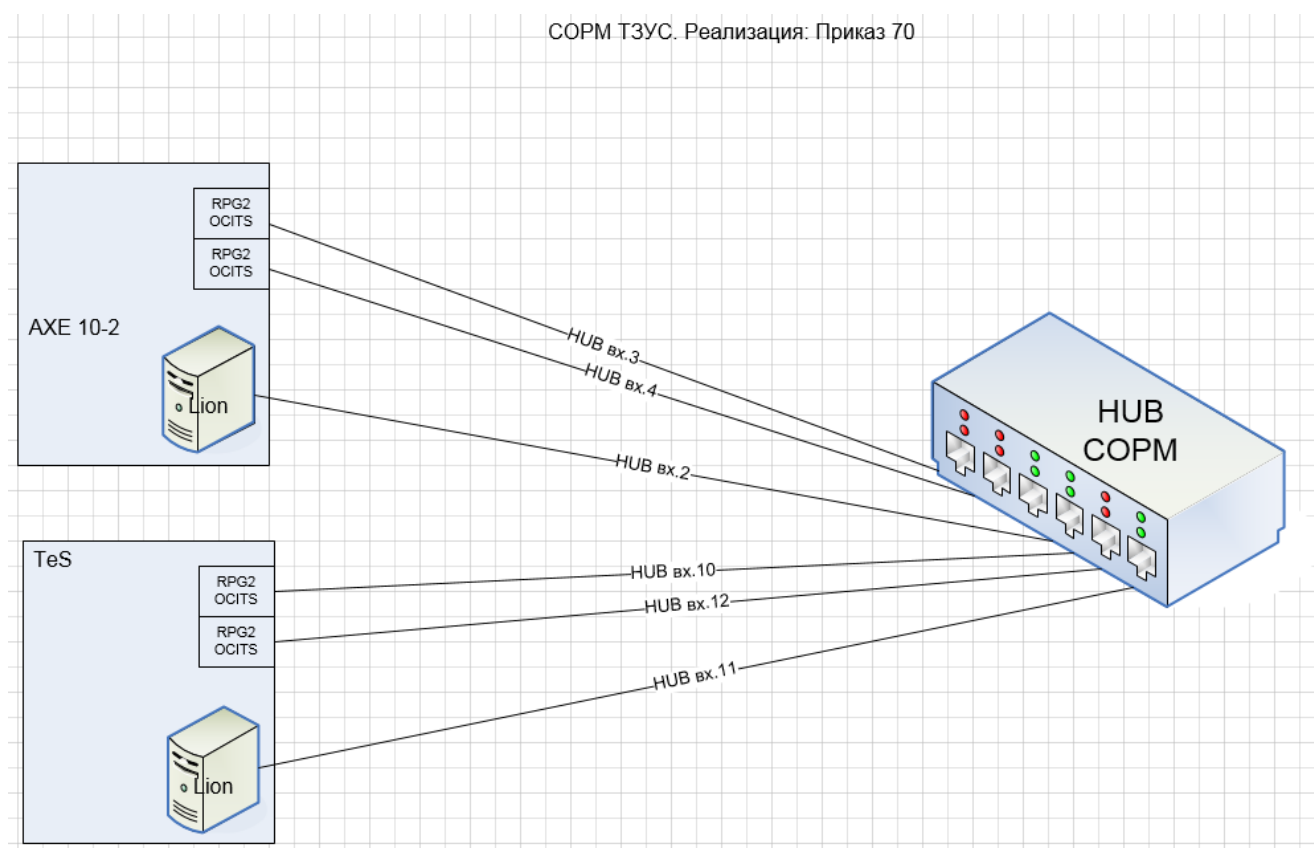 СОРМ ТЗУС. Реализация: Приказ 70
RPG2
OCITS
RPG2
OCITS
AXE 10-2
Lion
HUB вх.3
HUB вх.4
HUB вх.2
HUB
СОРМ
TeS
RPG2
OCITS
RPG2
OCITS
Lion
HUB вх.10
HUB вх.12
HUB вх.11